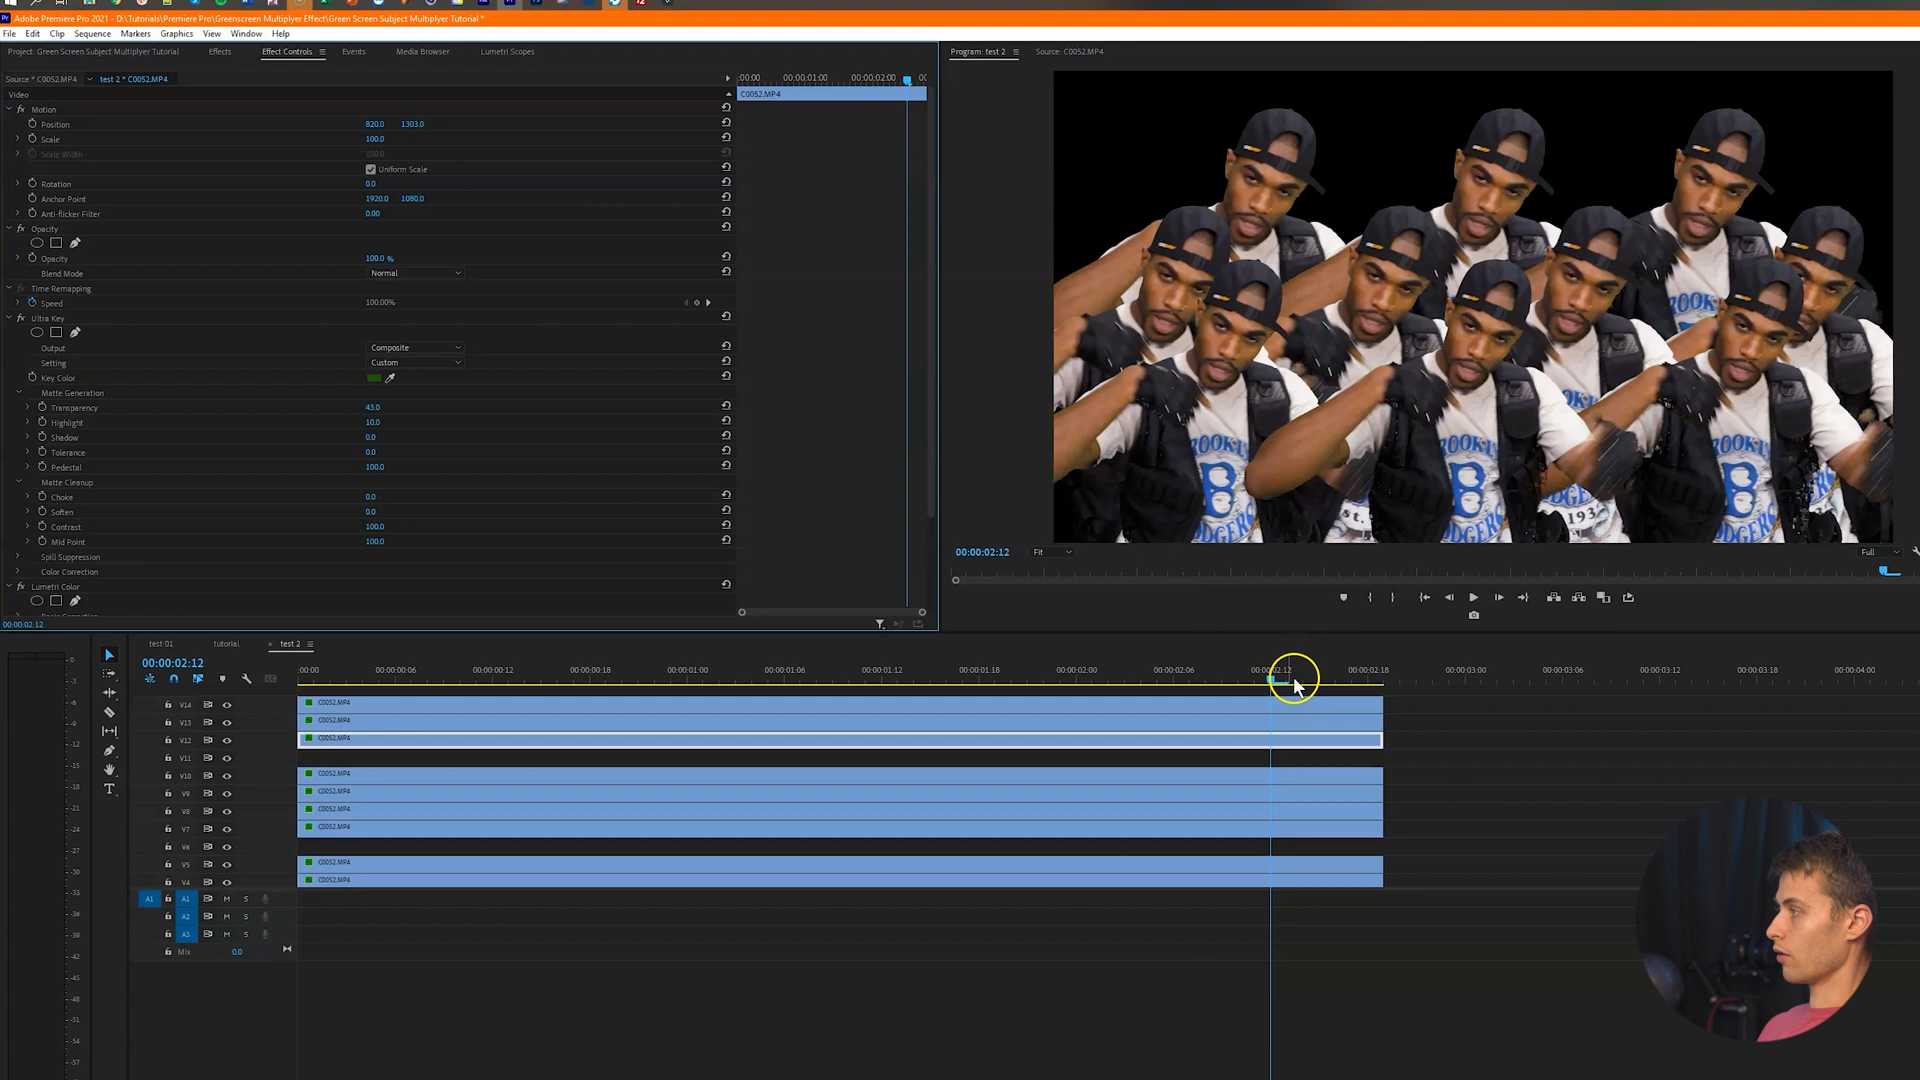 Adobe Premiere Pro 2021 - D:\Tutorials\Premiere Pro\Greenscreen Multiplyer Effect\Green Screen Subject Multiplyer Tutorial *
File Edit Clip Sequence Markers Graphics View Window Help
Project: Green Screen Subject Multiplyer Tutorial Effects Effect Controls Events Media Browser Lumetri Scopes
Program: test 2 Source: C0052.MP4
Source * C0052.MP4 test 2 * C0052.MP4
:00:00 00:00:01:00 00:00:02:00 00
Video
C0052.MP4
fx Motion
Position 820.0 1303.0
Scale 100.0
Scale Width 100.0
Uniform Scale
Rotation 0.0
Anchor Point 1920.0 1080.0
Anti-flicker Filter 0.00
fx Opacity
Opacity 100.0 %
Blend Mode Normal
fx Time Remapping
Speed 100.00%
fx Ultra Key
Output Composite
Setting Custom
Key Color
Matte Generation
Transparency 43.0
Highlight 10.0
Shadow 0.0
Tolerance 0.0
Pedestal 100.0
Matte Cleanup
Choke 0.0
Soften 0.0
Contrast 100.0
Mid Point 100.0
Spill Suppression
Color Correction
fx Lumetri Color
00:00:02:12
00:00:02:12 Fit Full
test 01 tutorial × test 2
00:00:02:12
:00:00 00:00:00:06 00:00:00:12 00:00:00:18 00:00:01:00 00:00:01:06 00:00:01:12 00:00:01:18 00:00:02:00 00:00:02:06 00:00:02:12 00:00:02:18 00:00:03:00 00:00:03:06 00:00:03:12 00:00:03:18 00:00:04:00
V14 C0052.MP4
V13 C0052.MP4
V12 C0052.MP4
V11
V10 C0052.MP4
V9 C0052.MP4
V8 C0052.MP4
V7 C0052.MP4
V6
V5 C0052.MP4
V4 C0052.MP4
A1 A1 M S
A2 M S
A3 M S
Mix 0.0
0
-3
-6
-9
-12
-15
-18
-21
-24
-27
-30
-33
-36
-39
-42
-45
-48
-51
-54
-57